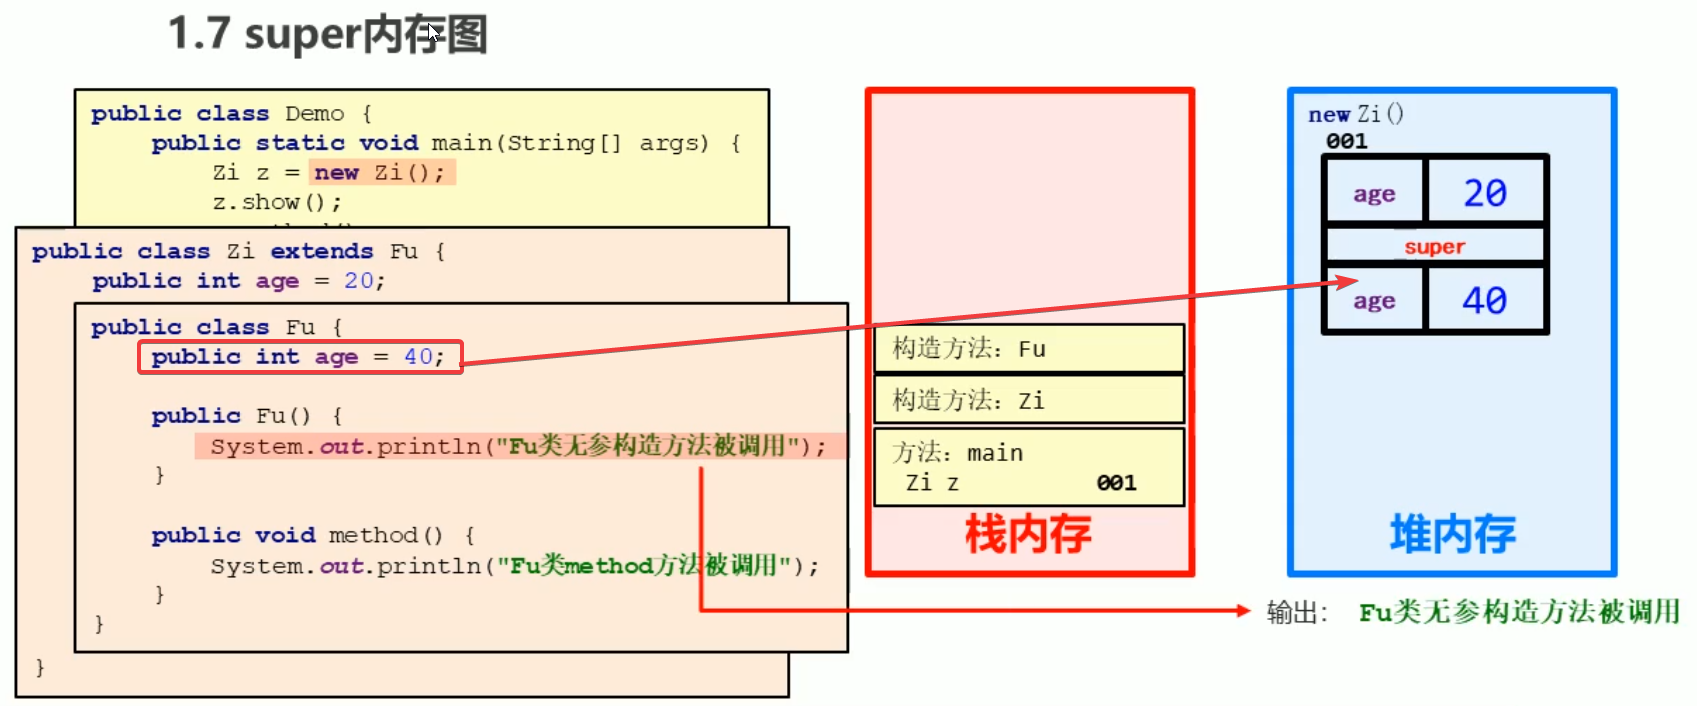 1.7 super内存图
public class Demo {
public static void main(String[] args) {
Zi z = new Zi();
z.show();
public class Zi extends Fu {
public int age = 20;
public class Fu {
public int age = 40;
public Fu() {
System.out.println("Fu类无参构造方法被调用");
}
public void method() {
System.out.println("Fu类method方法被调用");
}
}
}
构造方法: Fu
构造方法: Zi
方法: main
Zi z 001
栈内存
new Zi()
001
age 20
super
age 40
堆内存
输出: Fu类无参构造方法被调用